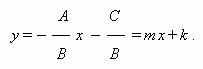 y = − A/B x − C/B = mx + k .